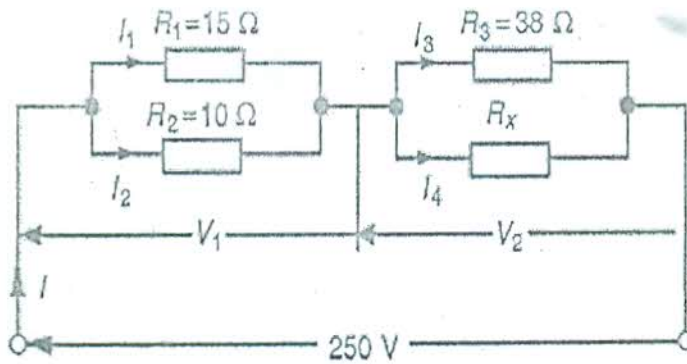 I₁ R₁=15 Ω I₃ R₃=38 Ω
R₂=10 Ω Rₓ
I₂ I₄
V₁ V₂
I
250 V